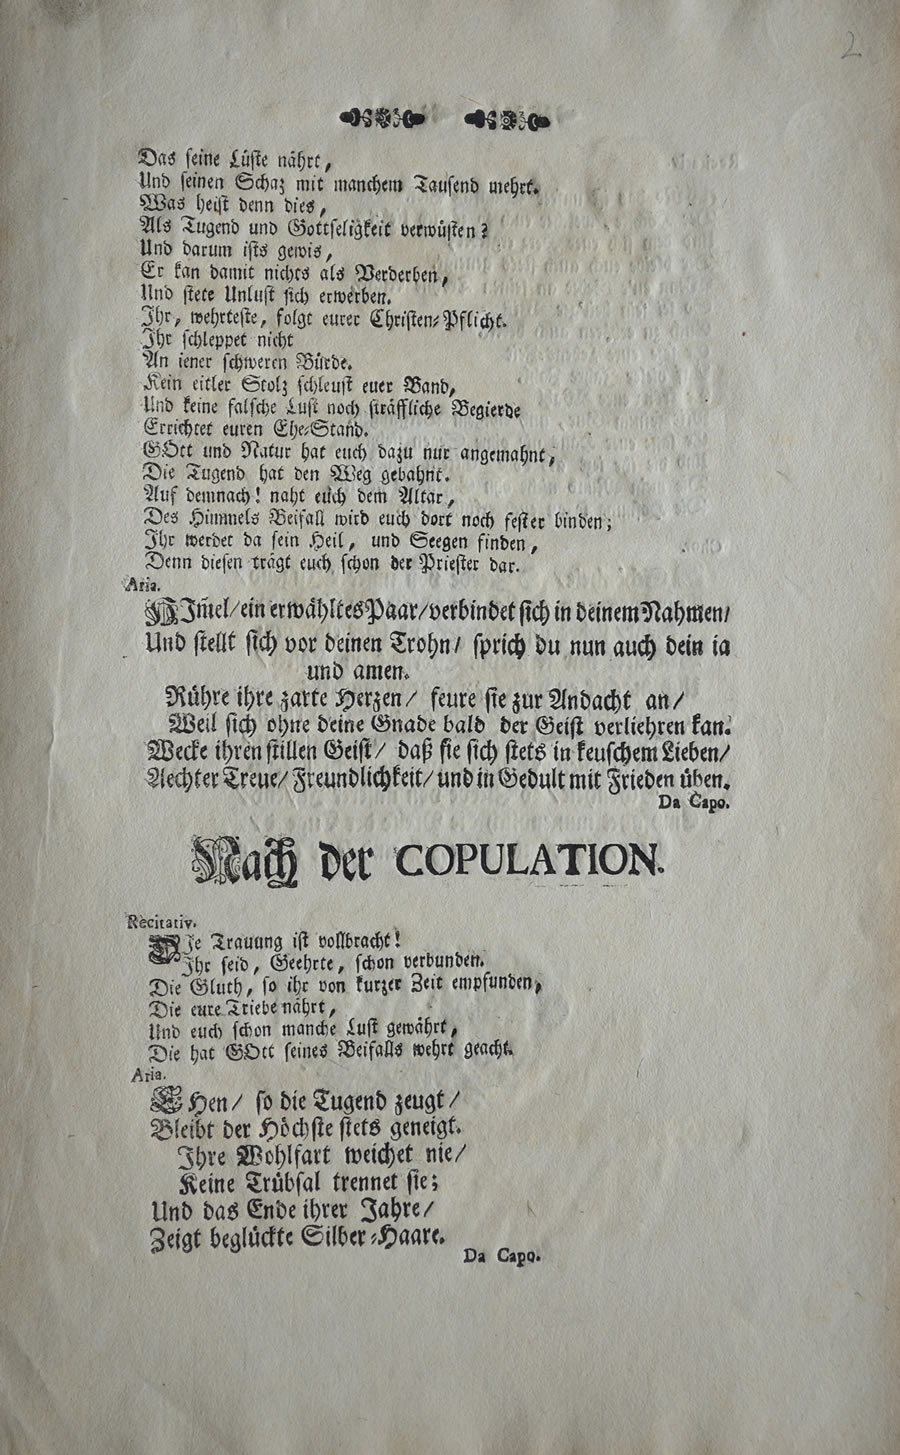 2
Das seine Lüste nährt,
Und seinen Schaz mit manchem Tausend mehrt.
Was heist denn dies,
Als Tugend und Gottseligkeit verwüsten?
Und darum ists gewis,
Er kan damit nichts als Verderben,
Und stete Unlust sich erwerben.
Ihr, wehrteste, folgt eurer Christen-Pflicht.
Ihr schleppet nicht
An iener schweren Bürde.
Kein eitler Stolz schleust euer Band,
Und keine falsche Lust noch sträffliche Begierde
Errichtet euren Ehe-Stand.
GOtt und Natur hat euch dazu nur angemahnt,
Die Tugend hat den Weg gebahnt.
Auf demnach! naht euch dem Altar,
Des Himmels Beifall wird euch dort noch fester binden;
Ihr werdet da sein Heil, und Seegen finden,
Denn diesen trägt euch schon der Priester dar.
Aria.
HIm̄el/ein erwähltes Paar/verbindet sich in deinem Nahmen/
Und stellt sich vor deinen Trohn/ sprich du nun auch dein ia
und amen.
Rühre ihre zarte Herzen/ feure sie zur Andacht an/
Weil sich ohne deine Gnade bald der Geist verliehren kan.
Wecke ihren stillen Geist/ daß sie sich stets in keuschem Lieben/
Aechter Treue/Freundlichkeit/und in Gedult mit Frieden üben.
Da Capo.
Nach der COPULATION.
Recitativ.
DIe Trauung ist vollbracht!
Ihr seid, Geehrte, schon verbunden.
Die Gluth, so ihr von kurzer Zeit empfunden,
Die eure Triebe nährt,
Und euch schon manche Lust gewährt,
Die hat GOtt seines Beifalls wehrt geacht.
Aria.
EHen/ so die Tugend zeugt/
Bleibt der Höchste stets geneigt.
Ihre Wohlfart weichet nie/
Keine Trübsal trennet sie;
Und das Ende ihrer Jahre/
Zeigt beglückte Silber-Haare.
Da Capo.